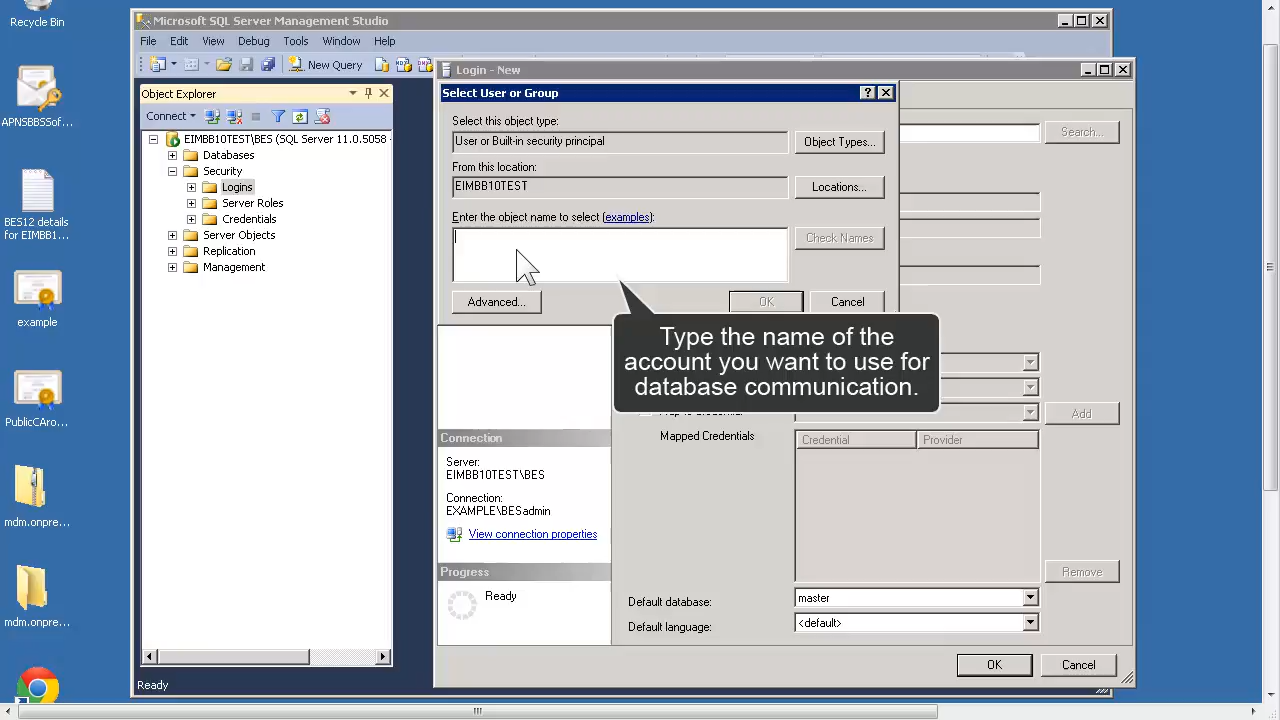 Recycle Bin
APNSBBSSof...
BES12 details
for EIMBB1...
example
PublicCAro...
mdm.onpre...
mdm.onpre...
Microsoft SQL Server Management Studio
File Edit View Debug Tools Window Help
New Query
Object Explorer
Connect
EIMBB10TEST\BES (SQL Server 11.0.5058 -
Databases
Security
Logins
Server Roles
Credentials
Server Objects
Replication
Management
Ready
Login - New
Search...
Select User or Group
Select this object type:
User or Built-in security principal
Object Types...
From this location:
EIMBB10TEST
Locations...
Enter the object name to select (examples):
Check Names
Advanced...
OK
Cancel
Type the name of the
account you want to use for
database communication.
Add
Mapped Credentials
Credential Provider
Connection
Server:
EIMBB10TEST\BES
Connection:
EXAMPLE\BESadmin
View connection properties
Progress
Ready
Remove
Default database:
master
Default language:
<default>
OK
Cancel